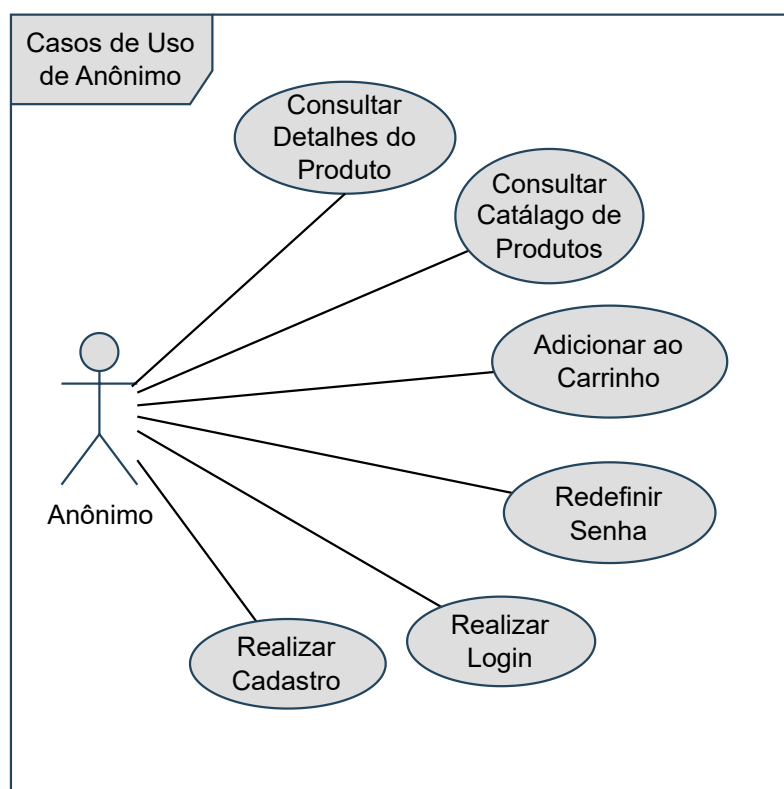 Casos de Uso
de Anônimo
Consultar
Detalhes do
Produto
Consultar
Catálago de
Produtos
Adicionar ao
Carrinho
Redefinir
Senha
Realizar
Login
Realizar
Cadastro
Anônimo